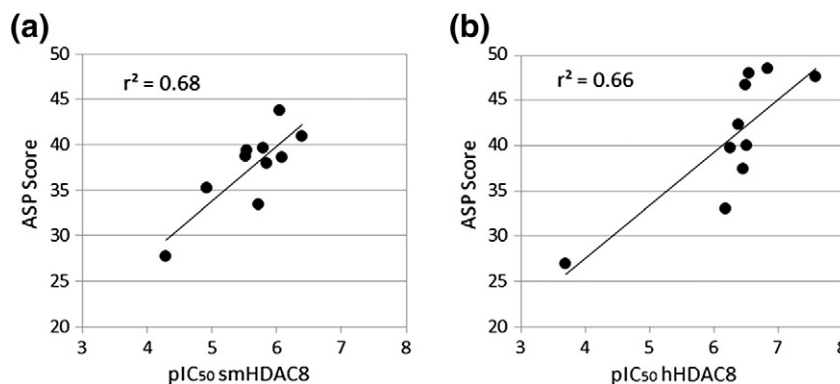 (a)
ASP Score
50
45
40
35
30
25
20
r² = 0.68
3 4 5 6 7 8
pIC₅₀ smHDAC8
(b)
ASP Score
50
45
40
35
30
25
20
r² = 0.66
3 4 5 6 7 8
pIC₅₀ hHDAC8